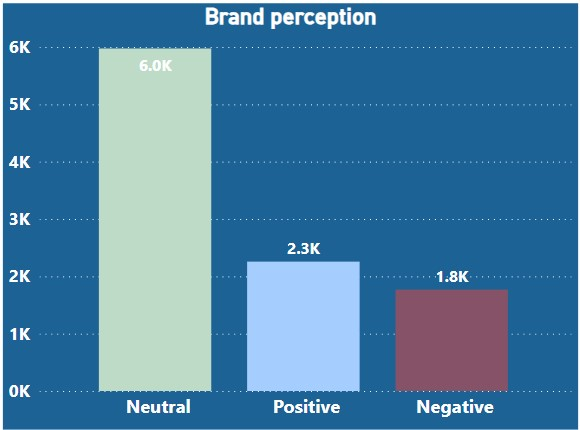 Brand perception
6K
6.0K
5K
4K
3K
2.3K
2K
1.8K
1K
0K
Neutral
Positive
Negative